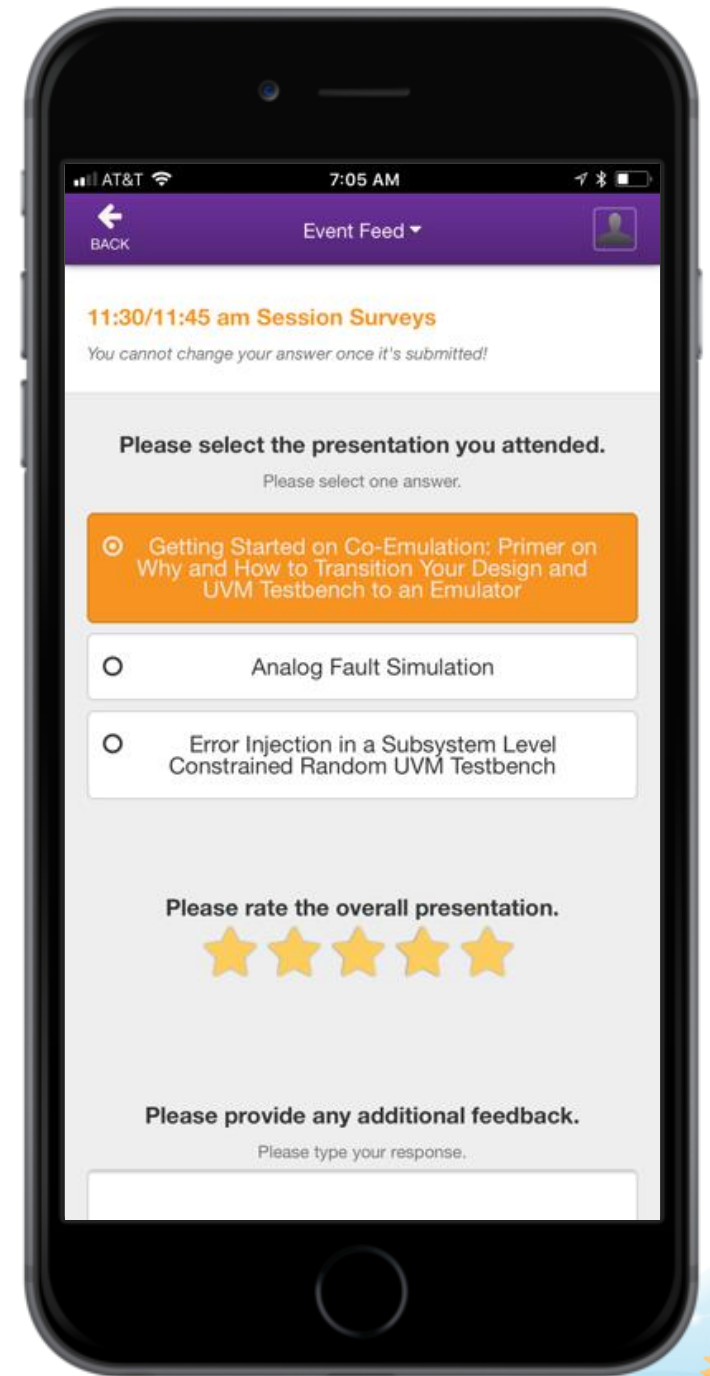 AT&T 7:05 AM
BACK
Event Feed
11:30/11:45 am Session Surveys
You cannot change your answer once it's submitted!
Please select the presentation you attended.
Please select one answer.
Getting Started on Co-Emulation: Primer on
Why and How to Transition Your Design and
UVM Testbench to an Emulator
Analog Fault Simulation
Error Injection in a Subsystem Level
Constrained Random UVM Testbench
Please rate the overall presentation.
Please provide any additional feedback.
Please type your response.